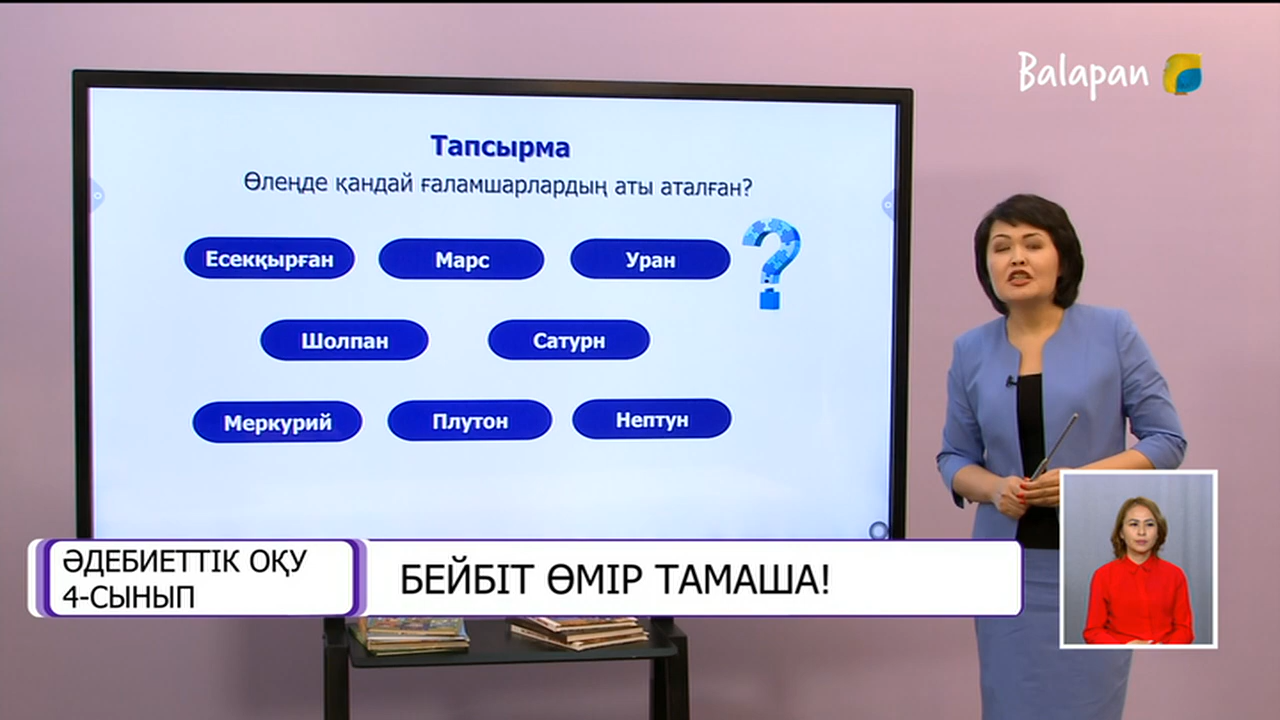 Balapan
Тапсырма
Өлеңде қандай ғаламшарлардың аты аталған?
Есекқырған Марс Уран
Шолпан Сатурн
Меркурий Плутон Нептун
ӘДЕБИЕТТІК ОҚУ
4-СЫНЫП
БЕЙБІТ ӨМІР ТАМАША!